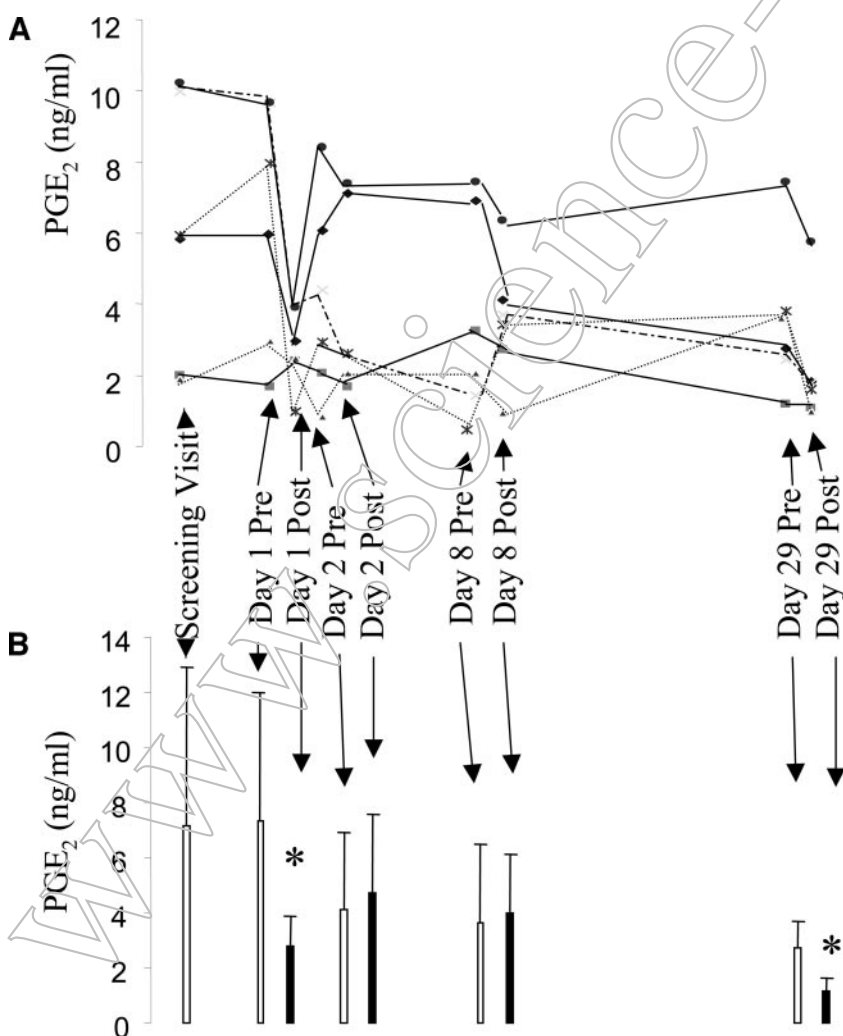 A
PGE₂ (ng/ml)
12
10
8
6
4
2
0
Screening Visit
Day 1 Pre
Day 1 Post
Day 2 Pre
Day 2 Post
Day 8 Pre
Day 8 Post
Day 29 Pre
Day 29 Post
B
PGE₂ (ng/ml)
14
12
10
8
6
4
2
0
*
*
www.science-